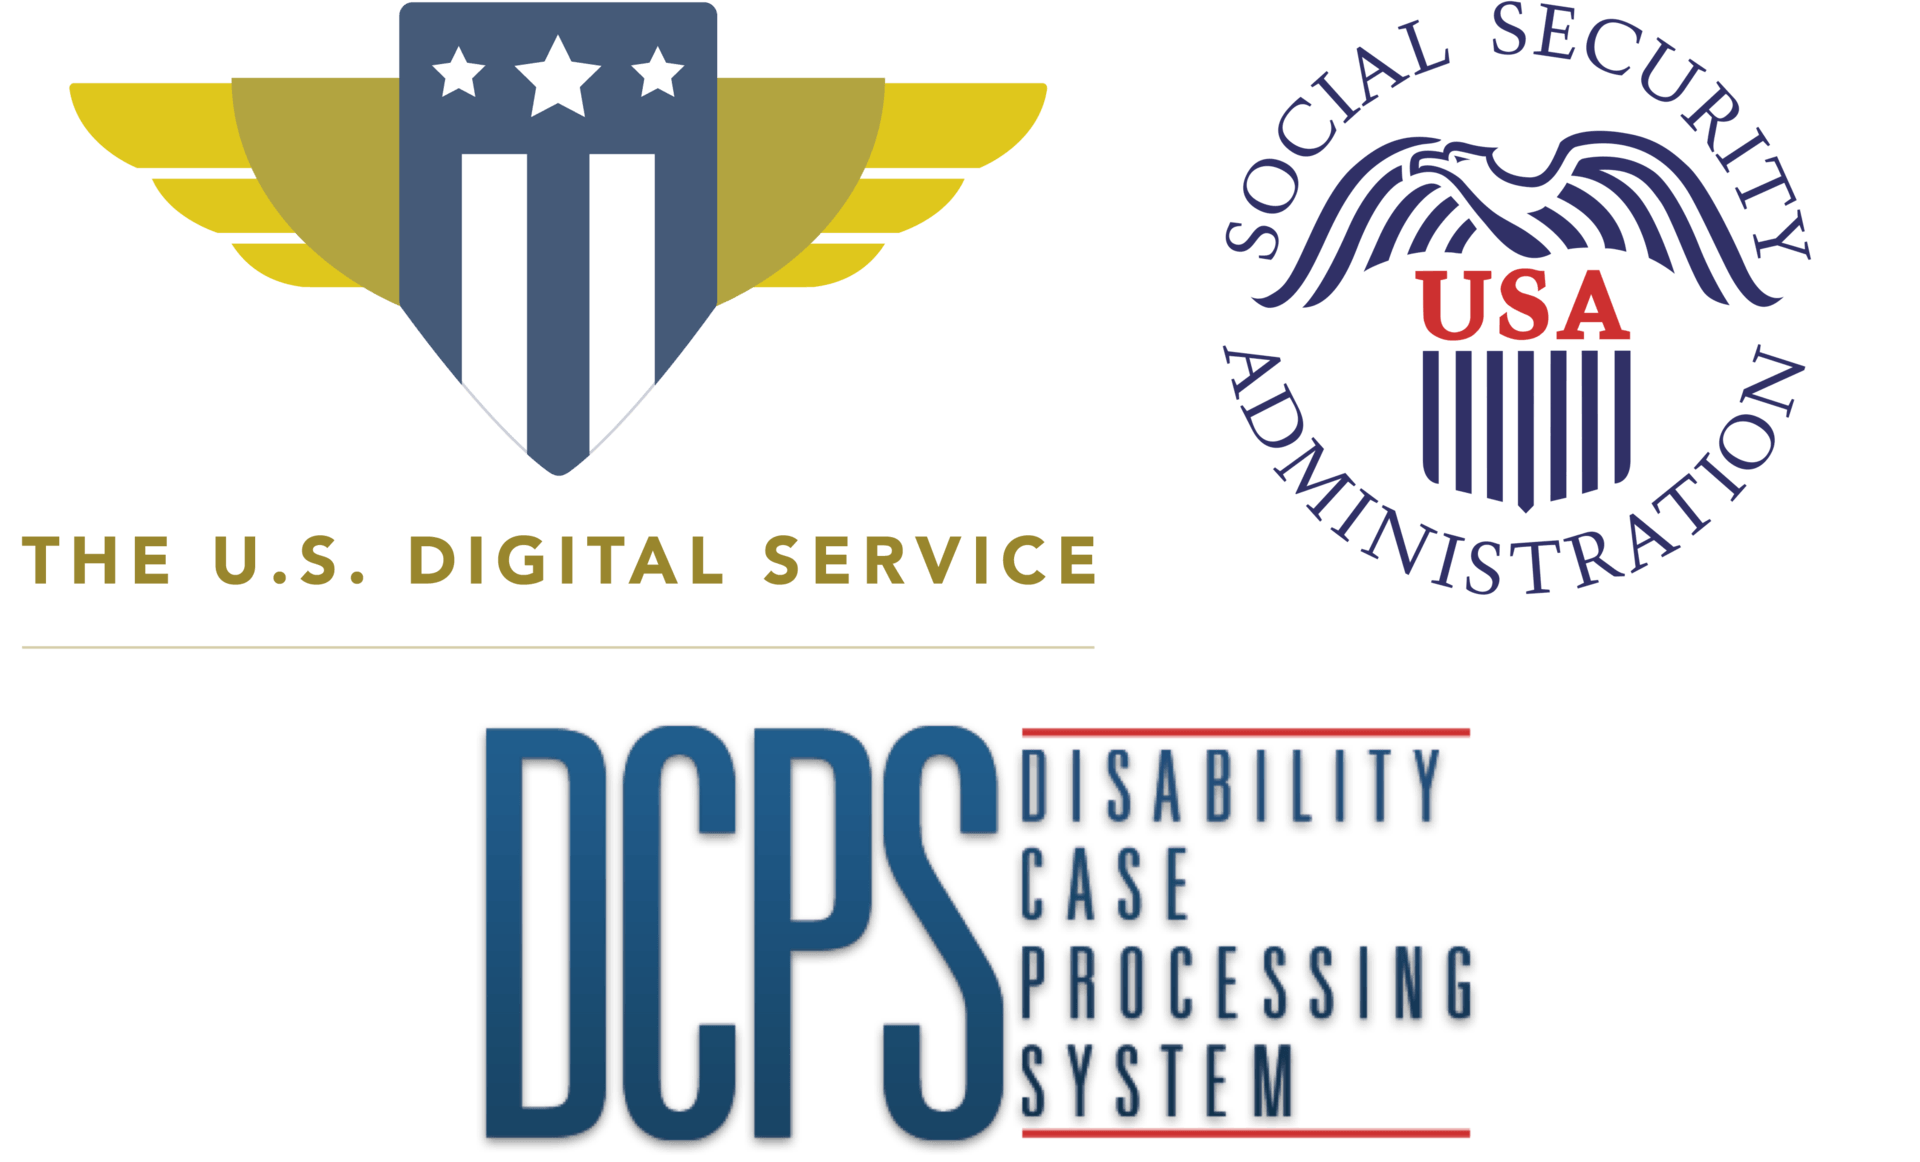 THE U.S. DIGITAL SERVICE
SOCIAL SECURITY
USA
ADMINISTRATION
DCPS
DISABILITY
CASE
PROCESSING
SYSTEM